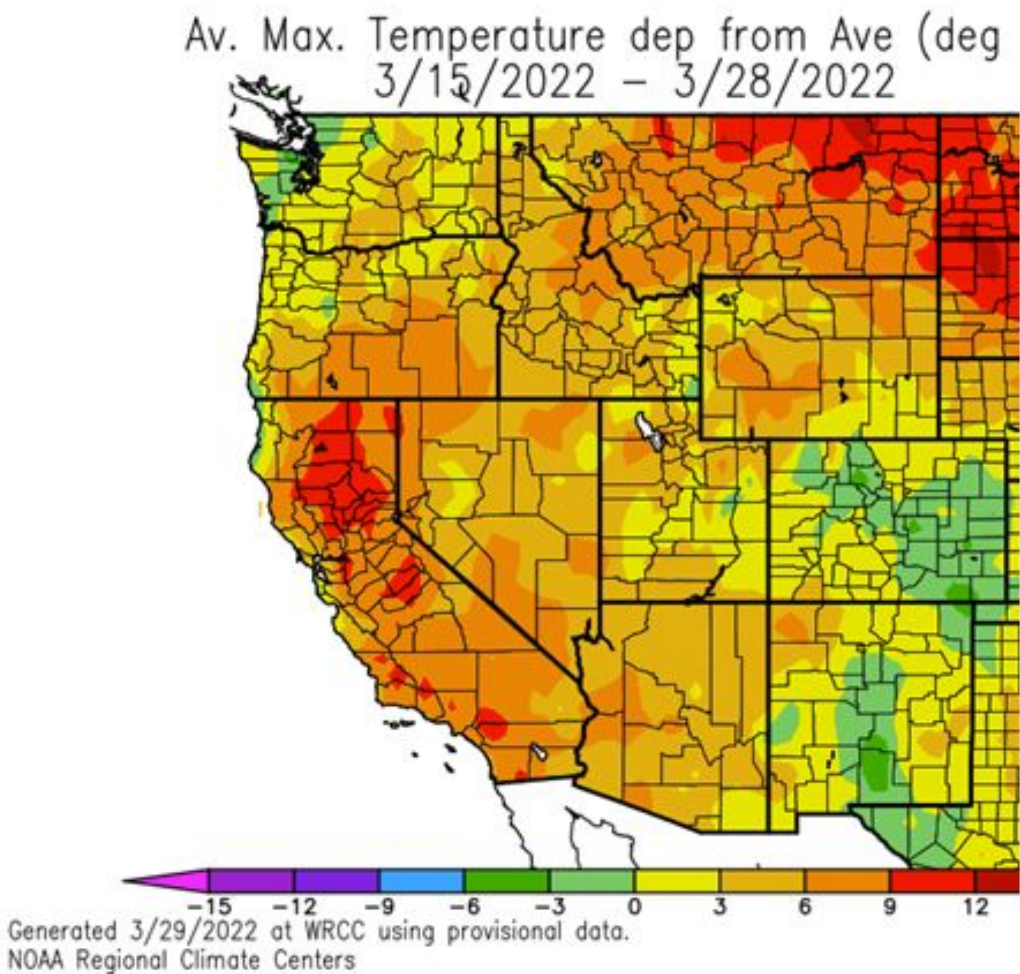 Av. Max. Temperature dep from Ave (deg
3/15/2022 – 3/28/2022
-15 -12 -9 -6 -3 0 3 6 9 12
Generated 3/29/2022 at WRCC using provisional data.
NOAA Regional Climate Centers